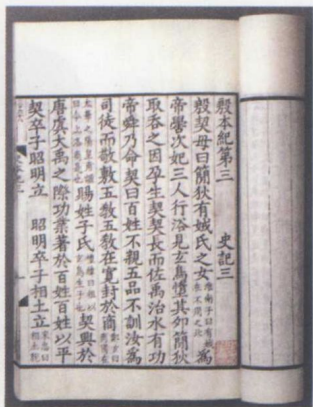 殷本紀第三　史記三
殷契母曰簡狄有娀氏之女　爲
帝嚳次妃三人行浴見玄鳥墮其卵簡狄
取吞之因孕生契契長而佐禹治水有功
帝舜乃命契曰百姓不親五品不訓汝爲
司徒而敬敷五教五教在寬封於商
賜姓子氏　契興於
唐虞大禹之際功業著於百姓百姓以平
契卒子昭明立　昭明卒子相土立